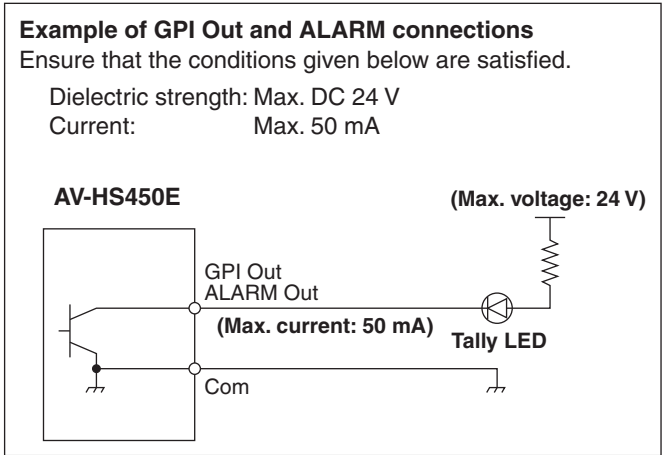 Example of GPI Out and ALARM connections
Ensure that the conditions given below are satisfied.
Dielectric strength: Max. DC 24 V
Current: Max. 50 mA
AV-HS450E
(Max. voltage: 24 V)
GPI Out
ALARM Out
(Max. current: 50 mA)
Tally LED
Com